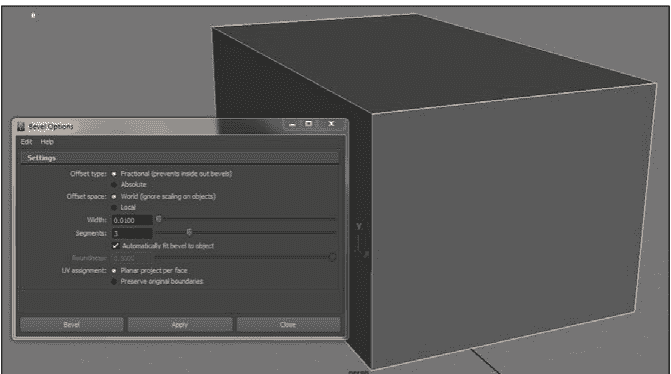 Bevel Options
Edit Help
Settings
Offset type: Fractional (prevents inside out bevels)
Absolute
Offset space: World (ignore scaling on objects)
Local
Width: 0.0100
Segments: 3
Automatically fit bevel to object
Roundness:
UV assignment: Planar project per face
Preserve original boundaries
Bevel Apply Close
Y
persp